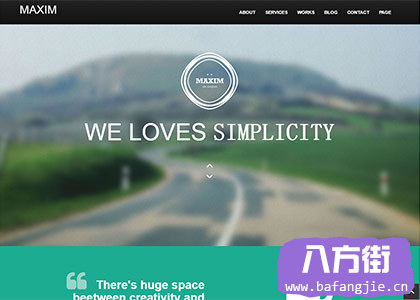 MAXIM
ABOUT SERVICES WORKS BLOG CONTACT PAGE
MAXIM
WE LOVES SIMPLICITY
There's huge space
beetween creativity and
八方街
www.bafangjie.cn